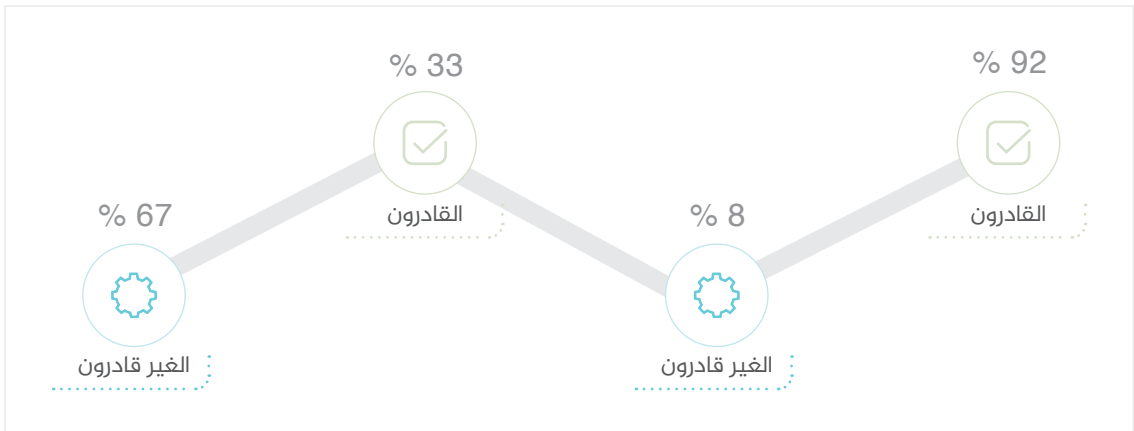 % 92
القادرون
% 8
الغير قادرون
% 33
القادرون
% 67
الغير قادرون